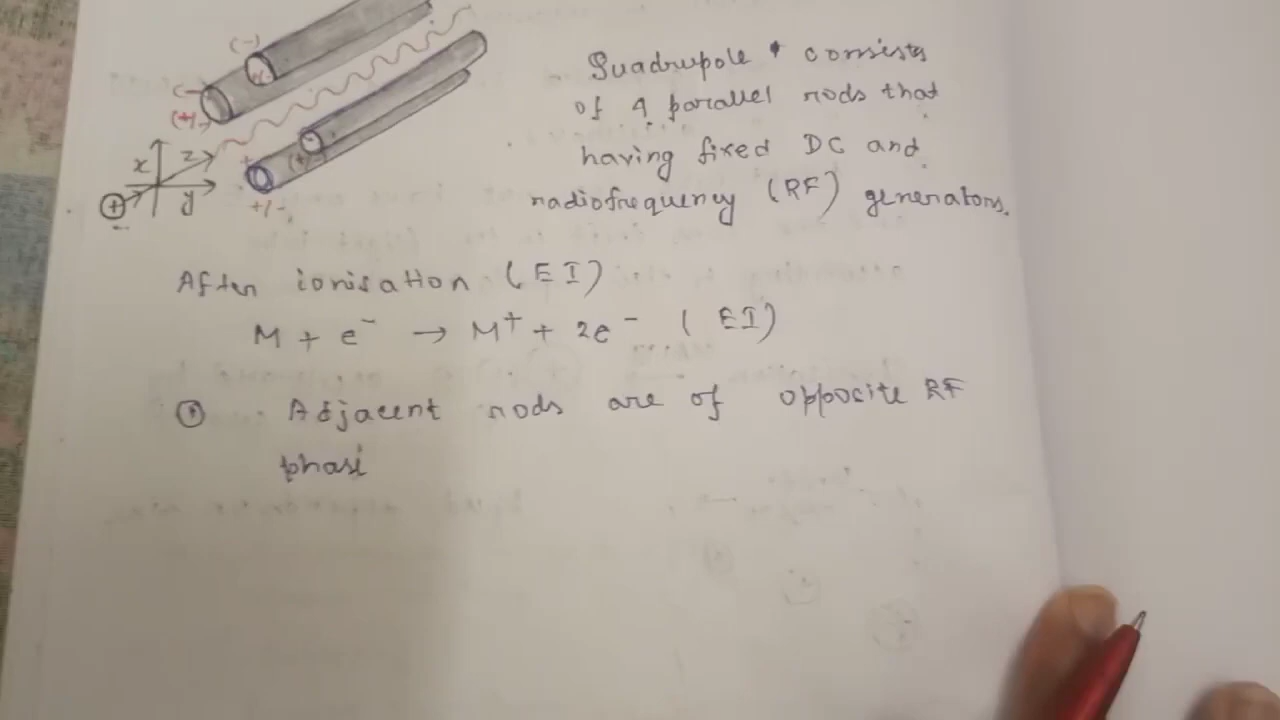 (-)
+/-
(-)
(+)-
x
z
y
+
(+)
+/-
Quadrupole consists
of 4 parallel rods that
having fixed DC and
radiofrequency (RF) generators.
After ionisation (EI)
M + e⁻ → M⁺ + 2e⁻ (EI)
Adjacent rods are of opposite RF
phase